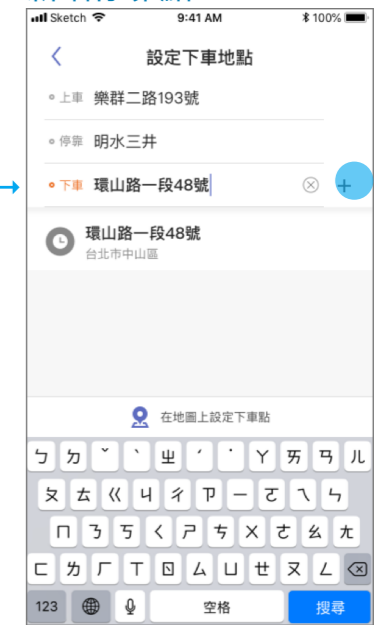 Sketch 9:41 AM 100%
設定下車地點
上車 樂群二路193號
停靠 明水三井
下車 環山路一段48號
環山路一段48號
台北市中山區
在地圖上設定下車點
ㄅ ㄉ ˇ ˋ ㄓ ˊ ˙ ㄚ ㄞ ㄢ ㄦ
ㄆ ㄊ ㄍ ㄐ ㄔ ㄗ ㄧ ㄛ ㄟ ㄣ
ㄇ ㄋ ㄎ ㄑ ㄕ ㄘ ㄨ ㄜ ㄠ ㄤ
ㄈ ㄌ ㄏ ㄒ ㄖ ㄙ ㄩ ㄝ ㄡ ㄥ
123 空格 搜尋